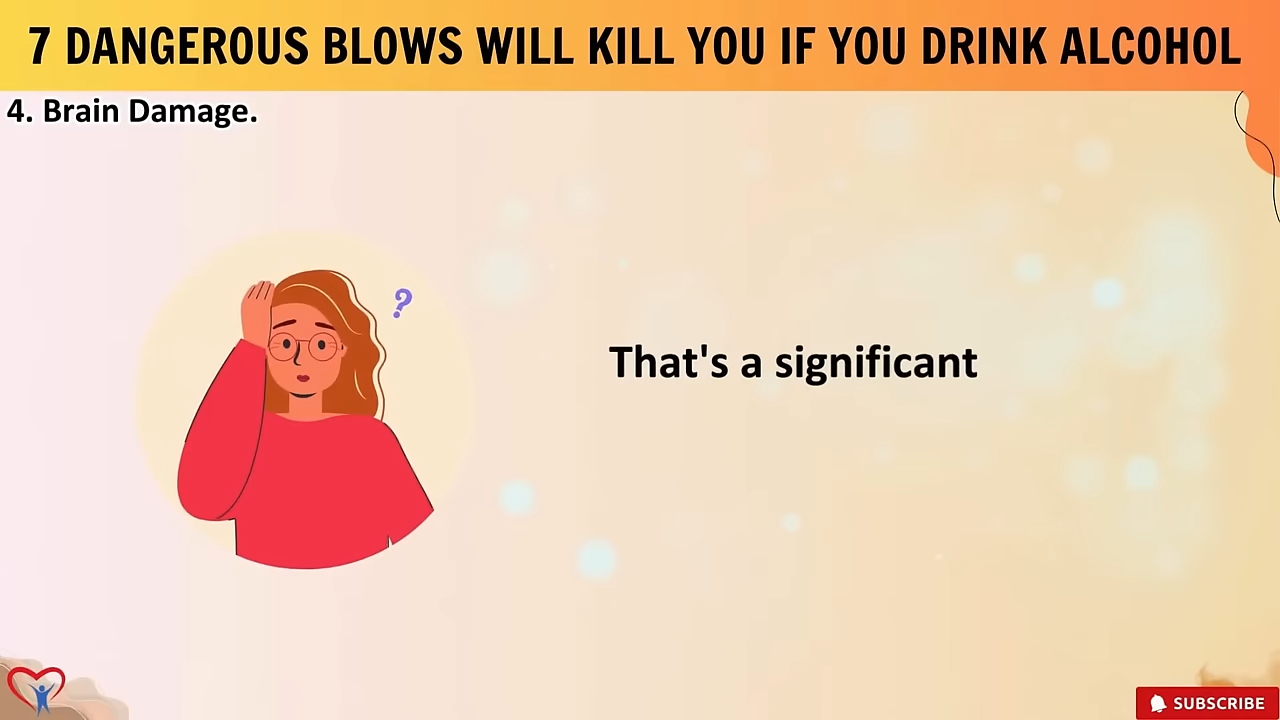 7 DANGEROUS BLOWS WILL KILL YOU IF YOU DRINK ALCOHOL
4. Brain Damage.
?
That's a significant
SUBSCRIBE